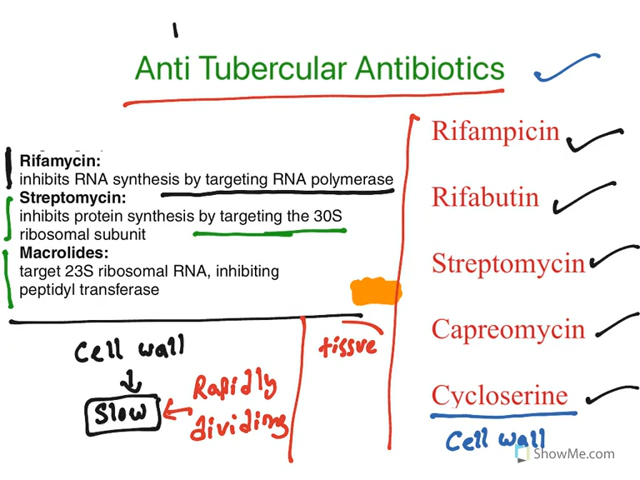 Anti Tubercular Antibiotics
Rifamycin:
inhibits RNA synthesis by targeting RNA polymerase
Streptomycin:
inhibits protein synthesis by targeting the 30S
ribosomal subunit
Macrolides:
target 23S ribosomal RNA, inhibiting
peptidyl transferase
Cell wall
Slow
Rapidly
dividing
tissue
Rifampicin
Rifabutin
Streptomycin
Capreomycin
Cycloserine
Cell wall
ShowMe.com